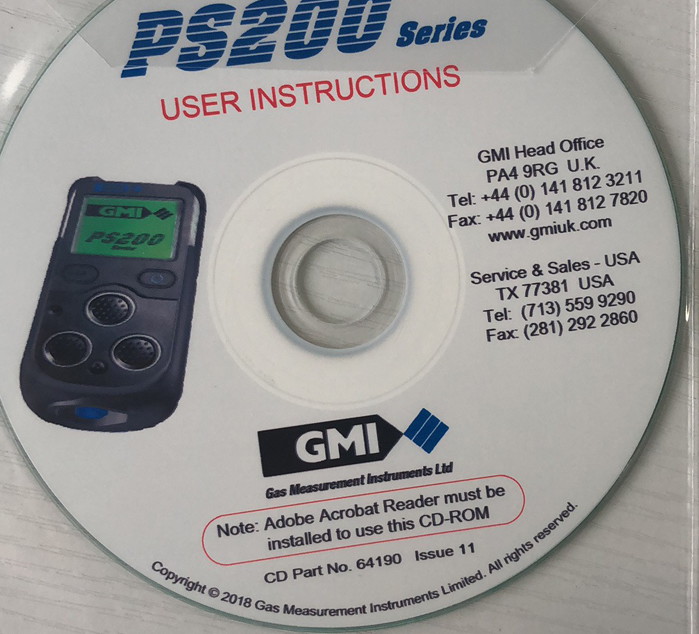 PS200 Series
USER INSTRUCTIONS
GMI Head Office
PA4 9RG U.K.
Tel: +44 (0) 141 812 3211
Fax: +44 (0) 141 812 7820
www.gmiuk.com
Service & Sales - USA
TX 77381 USA
Tel: (713) 559 9290
Fax: (281) 292 2860
GMI
PS200
Series
GMI
Gas Measurement Instruments Ltd
Note: Adobe Acrobat Reader must be
installed to use this CD-ROM
CD Part No. 64190 Issue 11
Copyright © 2018 Gas Measurement Instruments Limited. All rights reserved.